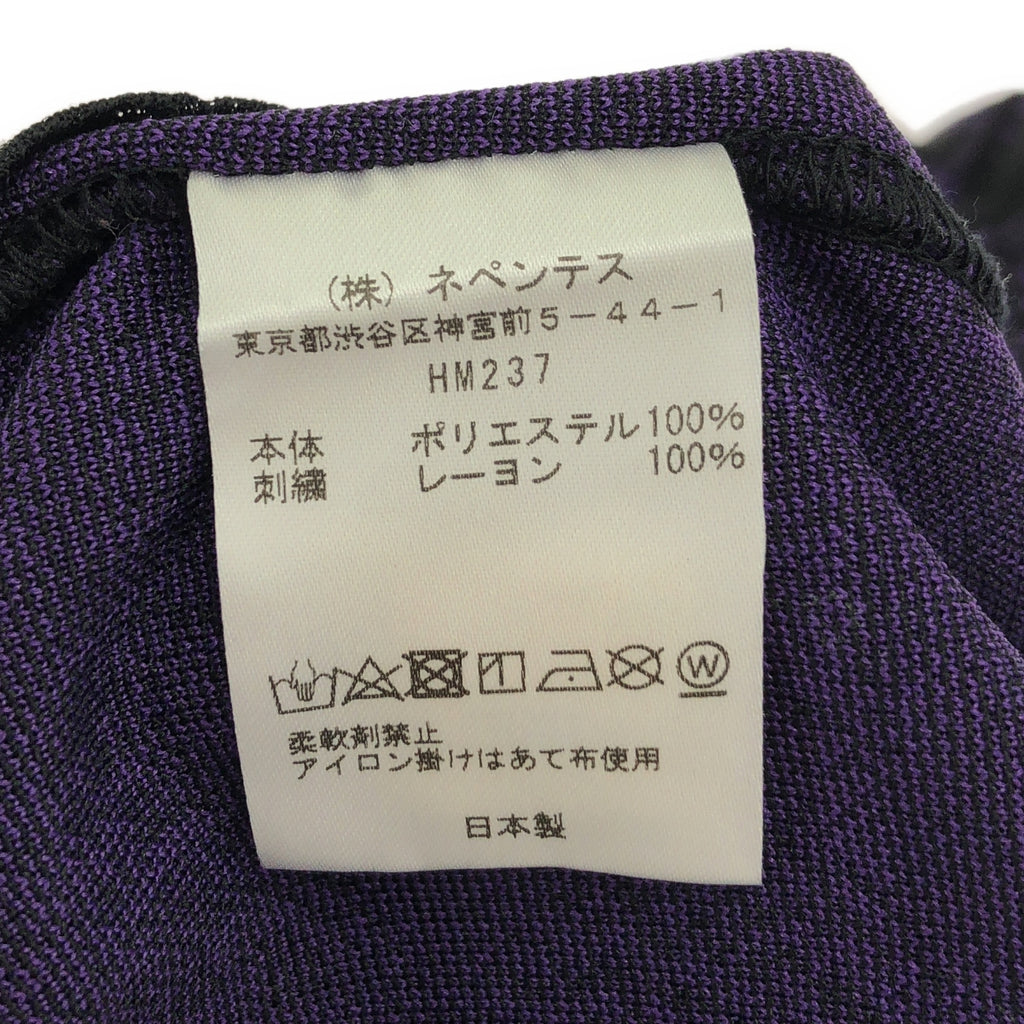 (株) ネペンテス
東京都渋谷区神宮前5-44-1
HM237
本体 ポリエステル100%
刺繍 レーヨン 100%
W
柔軟剤禁止
アイロン掛けはあて布使用
日本製